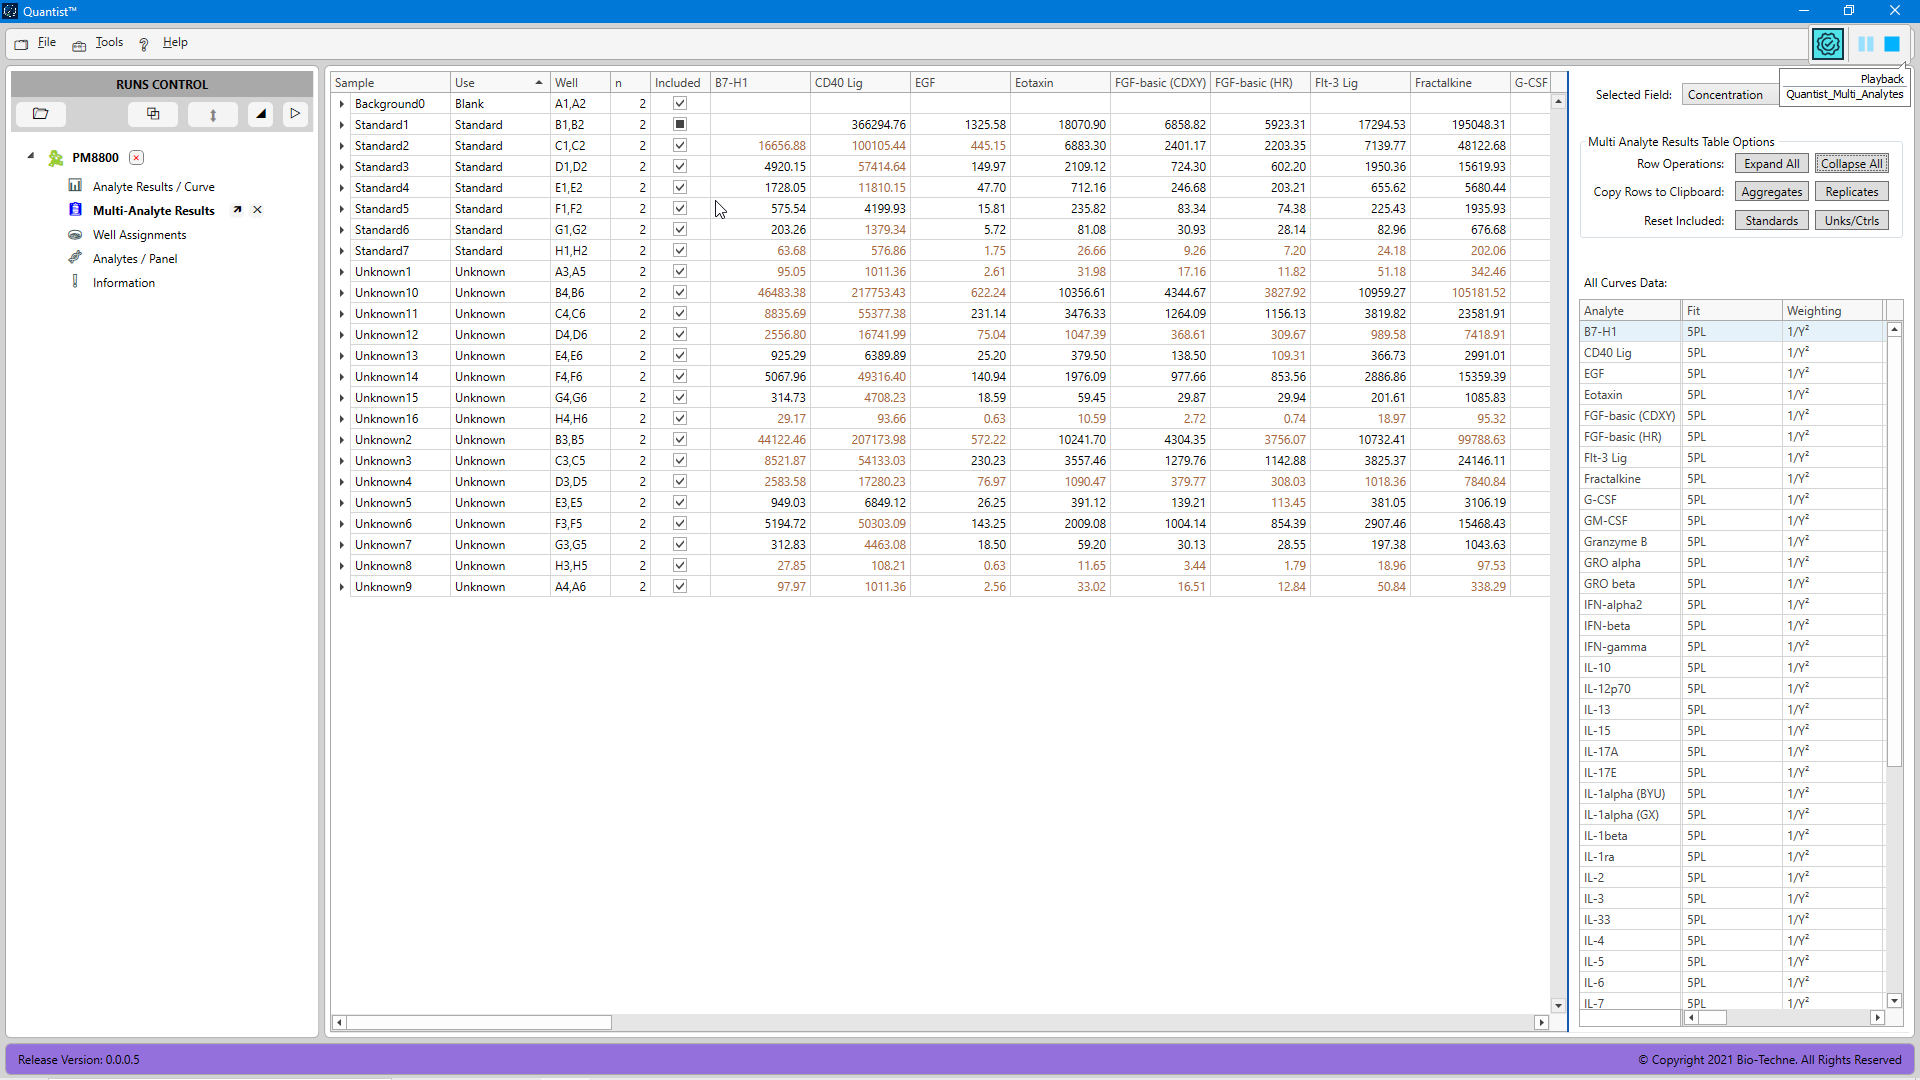 Quantist™
File Tools ? Help
Playback
Quantist_Multi_Analytes
RUNS CONTROL
PM8800
Analyte Results / Curve
Multi-Analyte Results
Well Assignments
Analytes / Panel
Information
Sample Use Well n Included B7-H1 CD40 Lig EGF Eotaxin FGF-basic (CDXY) FGF-basic (HR) Flt-3 Lig Fractalkine G-CSF
Background0 Blank A1,A2 2
Standard1 Standard B1,B2 2 366294.76 1325.58 18070.90 6858.82 5923.31 17294.53 195048.31
Standard2 Standard C1,C2 2 16656.88 100105.44 445.15 6883.30 2401.17 2203.35 7139.77 48122.68
Standard3 Standard D1,D2 2 4920.15 57414.64 149.97 2109.12 724.30 602.20 1950.36 15619.93
Standard4 Standard E1,E2 2 1728.05 11810.15 47.70 712.16 246.68 203.21 655.62 5680.44
Standard5 Standard F1,F2 2 575.54 4199.93 15.81 235.82 83.34 74.38 225.43 1935.93
Standard6 Standard G1,G2 2 203.26 1379.34 5.72 81.08 30.93 28.14 82.96 676.68
Standard7 Standard H1,H2 2 63.68 576.86 1.75 26.66 9.26 7.20 24.18 202.06
Unknown1 Unknown A3,A5 2 95.05 1011.36 2.61 31.98 17.16 11.82 51.18 342.46
Unknown10 Unknown B4,B6 2 46483.38 217753.43 622.24 10356.61 4344.67 3827.92 10959.27 105181.52
Unknown11 Unknown C4,C6 2 8835.69 55377.38 231.14 3476.33 1264.09 1156.13 3819.82 23581.91
Unknown12 Unknown D4,D6 2 2556.80 16741.99 75.04 1047.39 368.61 309.67 989.58 7418.91
Unknown13 Unknown E4,E6 2 925.29 6389.89 25.20 379.50 138.50 109.31 366.73 2991.01
Unknown14 Unknown F4,F6 2 5067.96 49316.40 140.94 1976.09 977.66 853.56 2886.86 15359.39
Unknown15 Unknown G4,G6 2 314.73 4708.23 18.59 59.45 29.87 29.94 201.61 1085.83
Unknown16 Unknown H4,H6 2 29.17 93.66 0.63 10.59 2.72 0.74 18.97 95.32
Unknown2 Unknown B3,B5 2 44122.46 207173.98 572.22 10241.70 4304.35 3756.07 10732.41 99788.63
Unknown3 Unknown C3,C5 2 8521.87 54133.03 230.23 3557.46 1279.76 1142.88 3825.37 24146.11
Unknown4 Unknown D3,D5 2 2583.58 17280.23 76.97 1090.47 379.77 308.03 1018.36 7840.84
Unknown5 Unknown E3,E5 2 949.03 6849.12 26.25 391.12 139.21 113.45 381.05 3106.19
Unknown6 Unknown F3,F5 2 5194.72 50303.09 143.25 2009.08 1004.14 854.39 2907.46 15468.43
Unknown7 Unknown G3,G5 2 312.83 4463.08 18.50 59.20 30.13 28.55 197.38 1043.63
Unknown8 Unknown H3,H5 2 27.85 108.21 0.63 11.65 3.44 1.79 18.96 97.53
Unknown9 Unknown A4,A6 2 97.97 1011.36 2.56 33.02 16.51 12.84 50.84 338.29
Selected Field: Concentration
Multi Analyte Results Table Options
Row Operations: Expand All Collapse All
Copy Rows to Clipboard: Aggregates Replicates
Reset Included: Standards Unks/Ctrls
All Curves Data:
Analyte Fit Weighting
B7-H1 5PL 1/Y²
CD40 Lig 5PL 1/Y²
EGF 5PL 1/Y²
Eotaxin 5PL 1/Y²
FGF-basic (CDXY) 5PL 1/Y²
FGF-basic (HR) 5PL 1/Y²
Flt-3 Lig 5PL 1/Y²
Fractalkine 5PL 1/Y²
G-CSF 5PL 1/Y²
GM-CSF 5PL 1/Y²
Granzyme B 5PL 1/Y²
GRO alpha 5PL 1/Y²
GRO beta 5PL 1/Y²
IFN-alpha2 5PL 1/Y²
IFN-beta 5PL 1/Y²
IFN-gamma 5PL 1/Y²
IL-10 5PL 1/Y²
IL-12p70 5PL 1/Y²
IL-13 5PL 1/Y²
IL-15 5PL 1/Y²
IL-17A 5PL 1/Y²
IL-17E 5PL 1/Y²
IL-1alpha (BYU) 5PL 1/Y²
IL-1alpha (GX) 5PL 1/Y²
IL-1beta 5PL 1/Y²
IL-1ra 5PL 1/Y²
IL-2 5PL 1/Y²
IL-3 5PL 1/Y²
IL-33 5PL 1/Y²
IL-4 5PL 1/Y²
IL-5 5PL 1/Y²
IL-6 5PL 1/Y²
IL-7 5PL 1/Y²
Release Version: 0.0.0.5
© Copyright 2021 Bio-Techne. All Rights Reserved